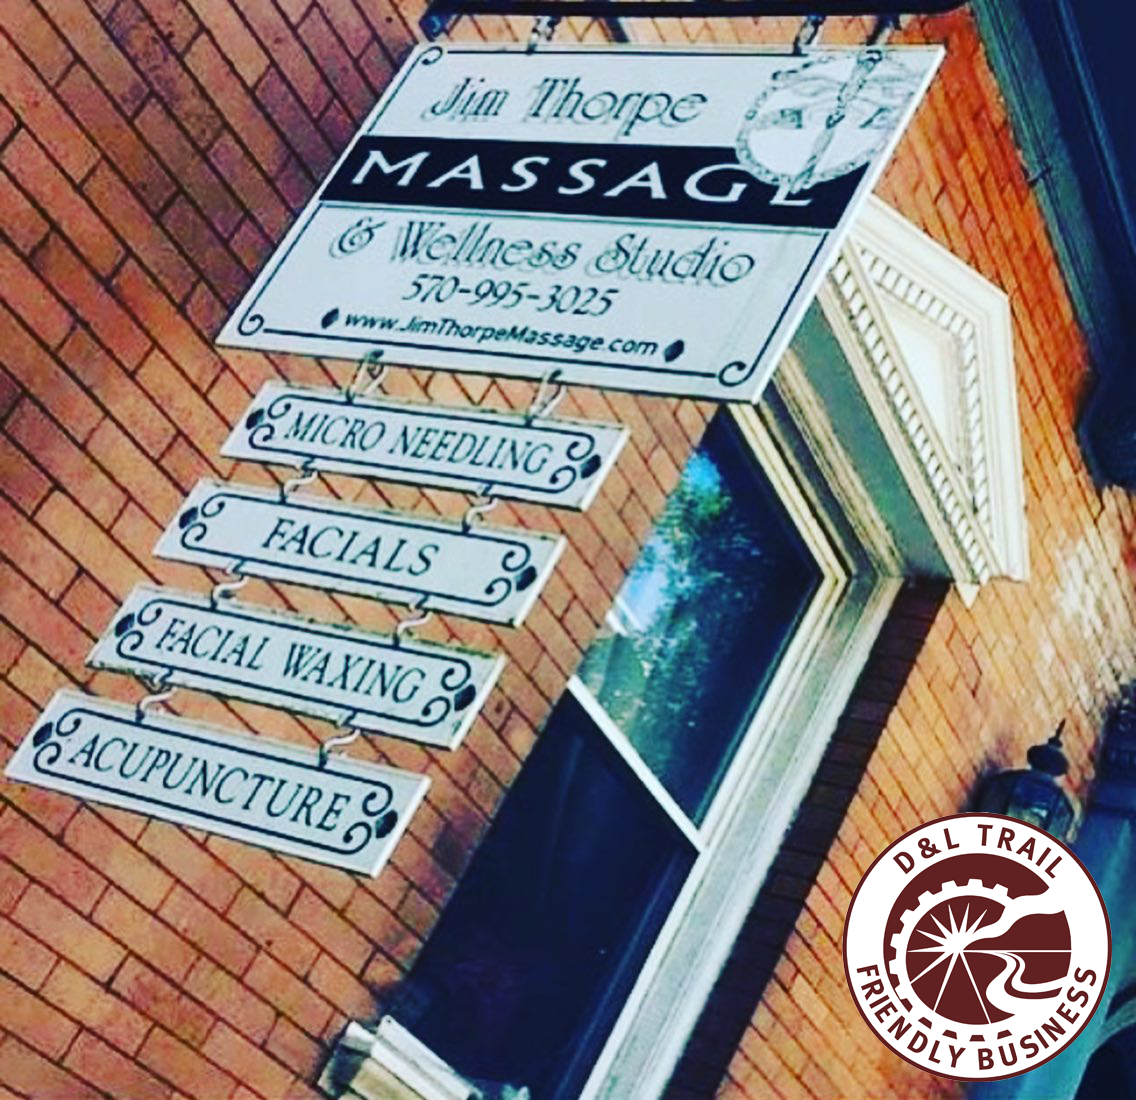 Jim Thorpe
MASSAGE
& Wellness Studio
570-995-3025
www.JimThorpeMassage.com
MICRO NEEDLING
FACIALS
FACIAL WAXING
ACUPUNCTURE
D&L TRAIL
FRIENDLY BUSINESS